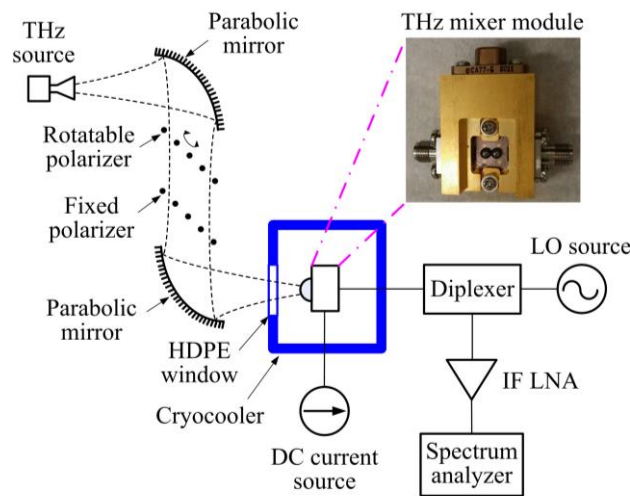 THz
source
Parabolic
mirror
THz mixer module
Rotatable
polarizer
Fixed
polarizer
Parabolic
mirror
HDPE
window
Cryocooler
DC current
source
Diplexer
LO source
IF LNA
Spectrum
analyzer